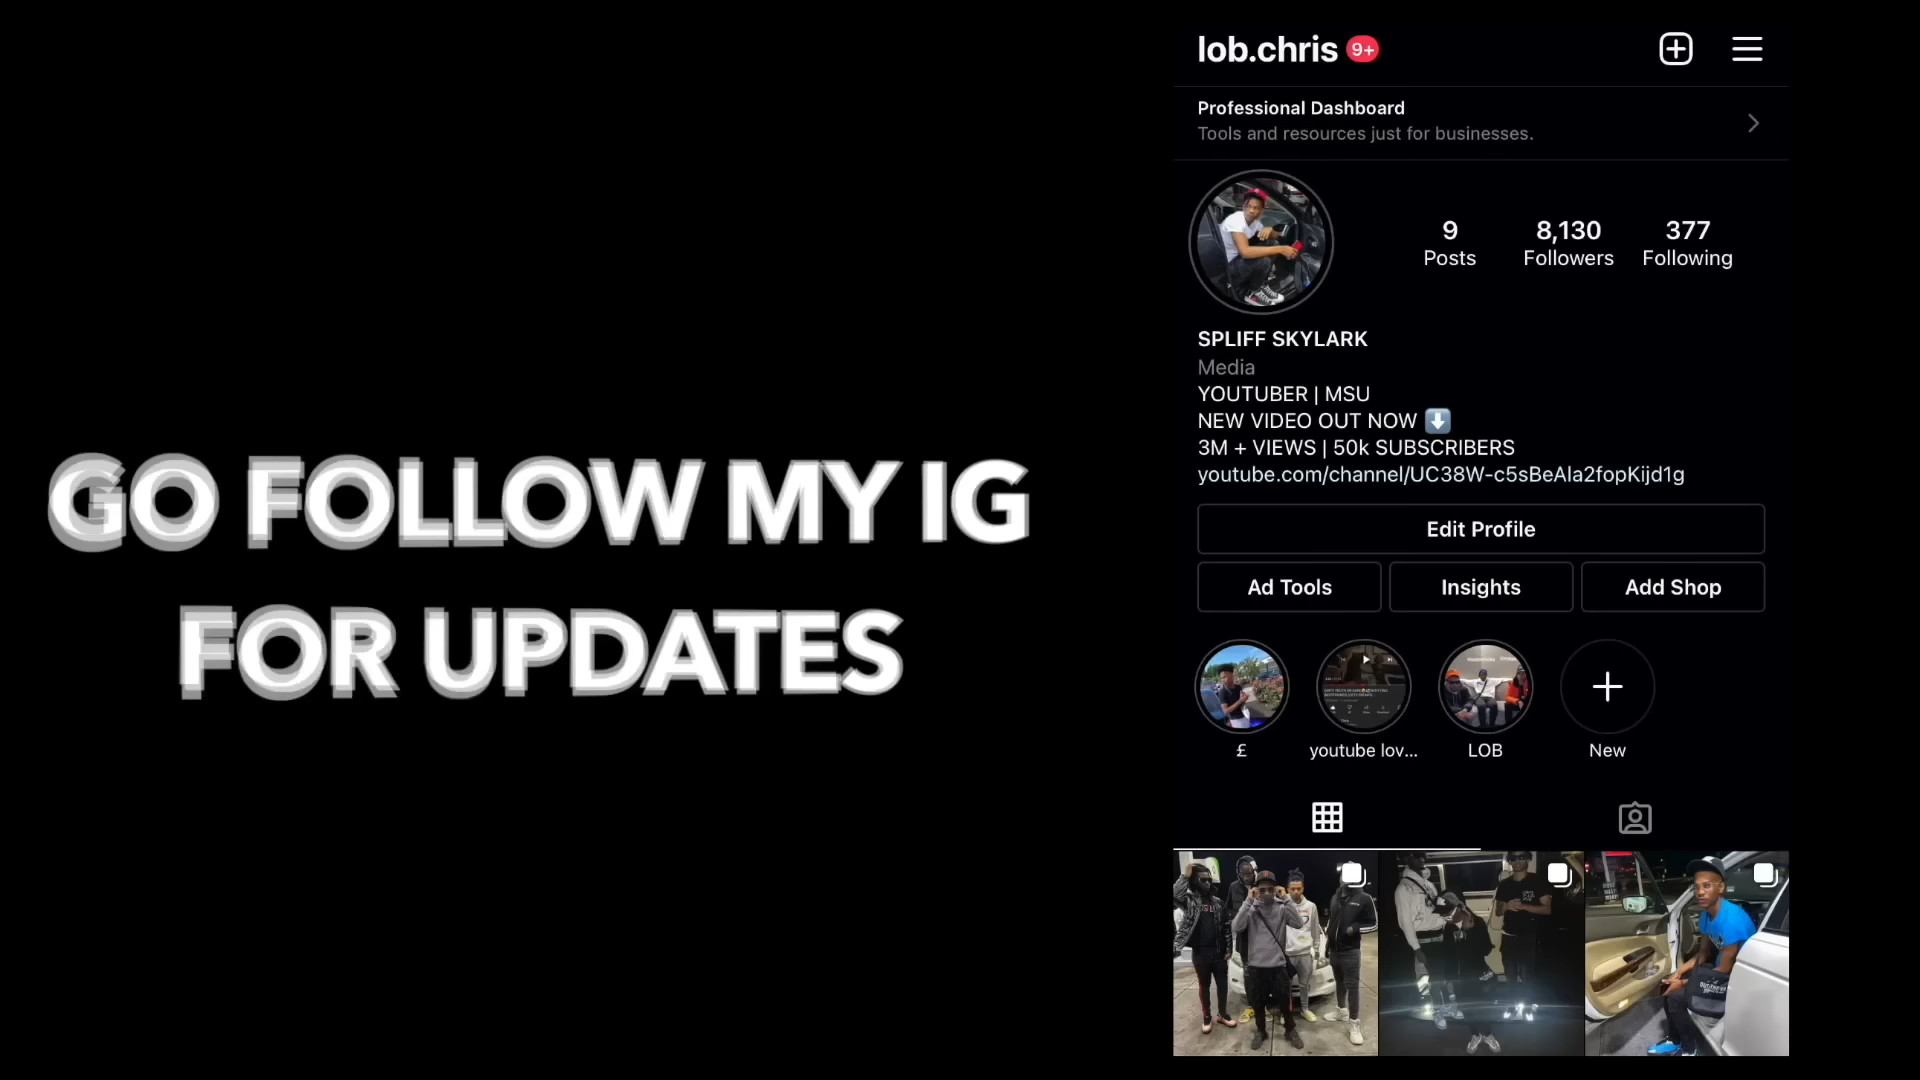 GO FOLLOW MY IG
FOR UPDATES
lob.chris 9+
Professional Dashboard
Tools and resources just for businesses.
9 8,130 377
Posts Followers Following
SPLIFF SKYLARK
Media
YOUTUBER | MSU
NEW VIDEO OUT NOW ⬇️
3M + VIEWS | 50k SUBSCRIBERS
youtube.com/channel/UC38W-c5sBeAla2fopKijd1g
Edit Profile
Ad Tools Insights Add Shop
£ youtube lov... LOB New